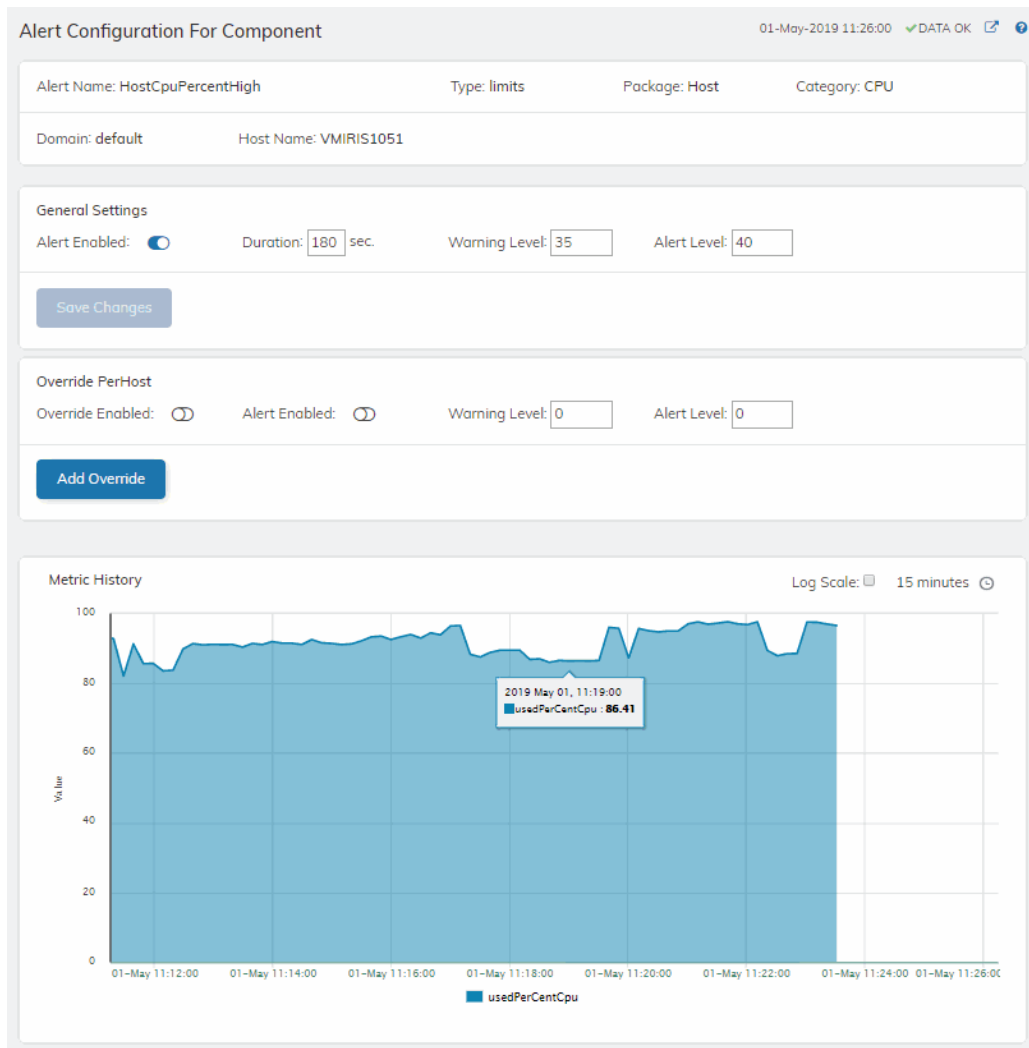 Alert Configuration For Component
01-May-2019 11:26:00 DATA OK
Alert Name: HostCpuPercentHigh Type: limits Package: Host Category: CPU
Domain: default Host Name: VMIRIS1051
General Settings
Alert Enabled: Duration: 180 sec. Warning Level: 35 Alert Level: 40
Save Changes
Override PerHost
Override Enabled: Alert Enabled: Warning Level: 0 Alert Level: 0
Add Override
Metric History
Log Scale: 15 minutes
100
80
60
40
20
0
Value
2019 May 01, 11:19:00
usedPerCentCpu : 86.41
01-May 11:12:00 01-May 11:14:00 01-May 11:16:00 01-May 11:18:00 01-May 11:20:00 01-May 11:22:00 01-May 11:24:00 01-May 11:26:00
usedPerCentCpu